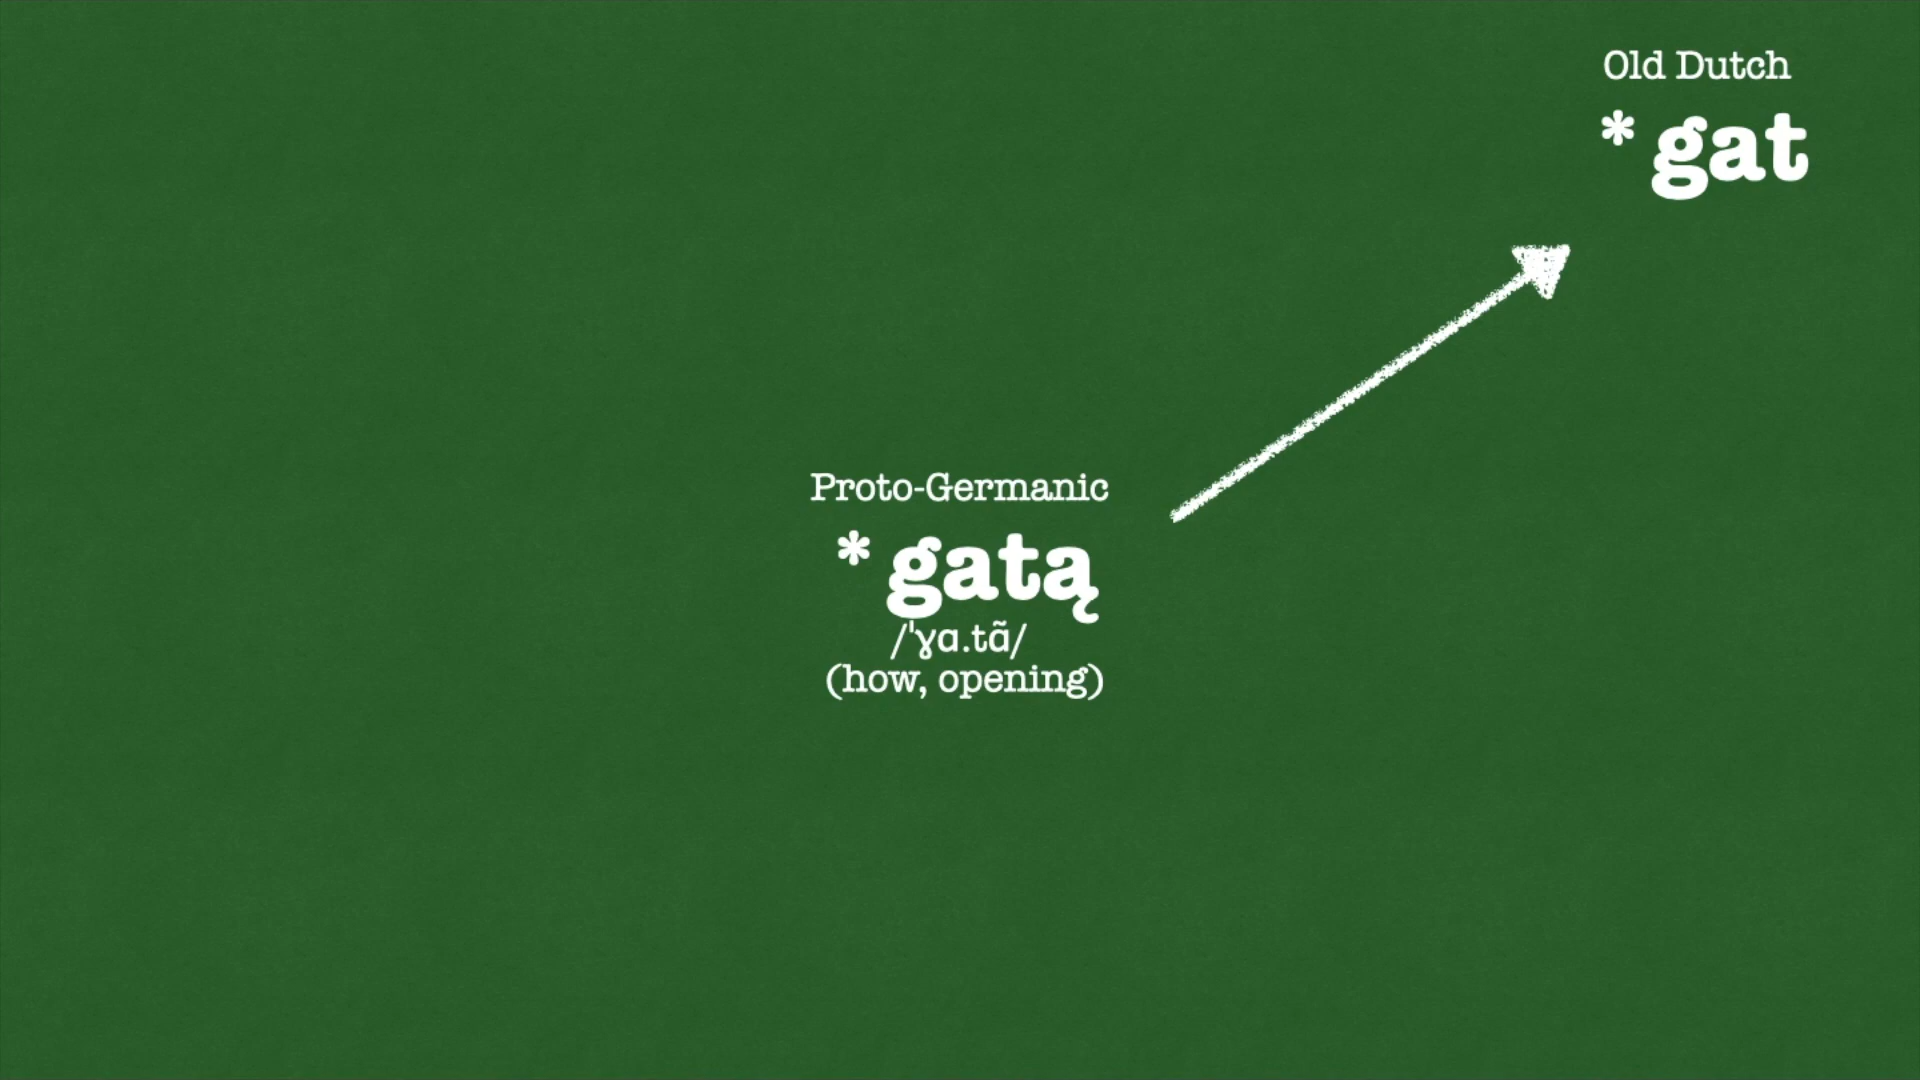 Old Dutch
* gat
Proto-Germanic
* gatą
/ˈɣɑ.tɑ̃/
(how, opening)